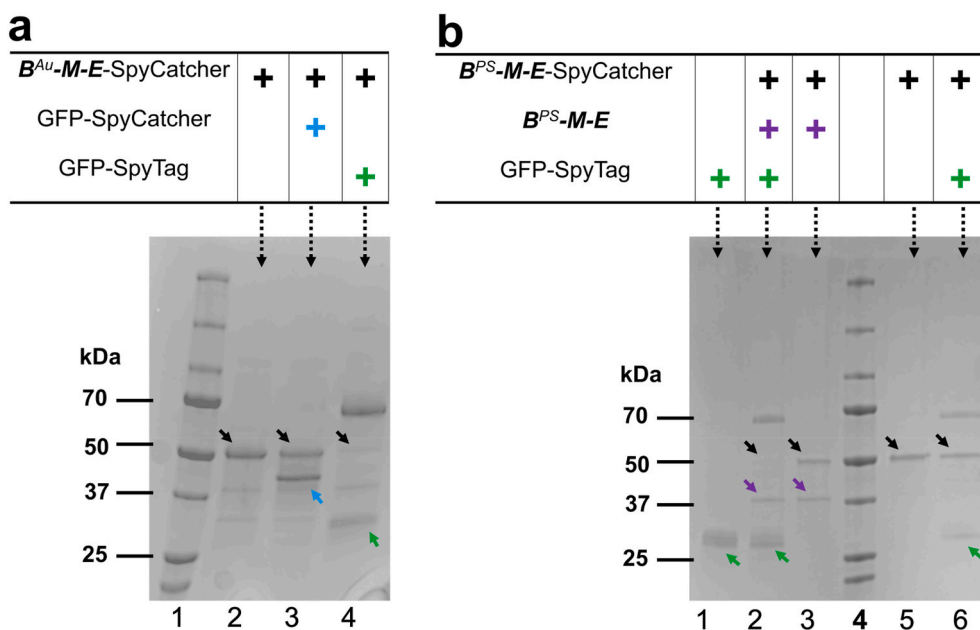 a
B^Au-M-E-SpyCatcher + + +
GFP-SpyCatcher +
GFP-SpyTag +
kDa
70
50
37
25
1 2 3 4
b
B^PS-M-E-SpyCatcher + + + +
B^PS-M-E + +
GFP-SpyTag + + +
kDa
70
50
37
25
1 2 3 4 5 6